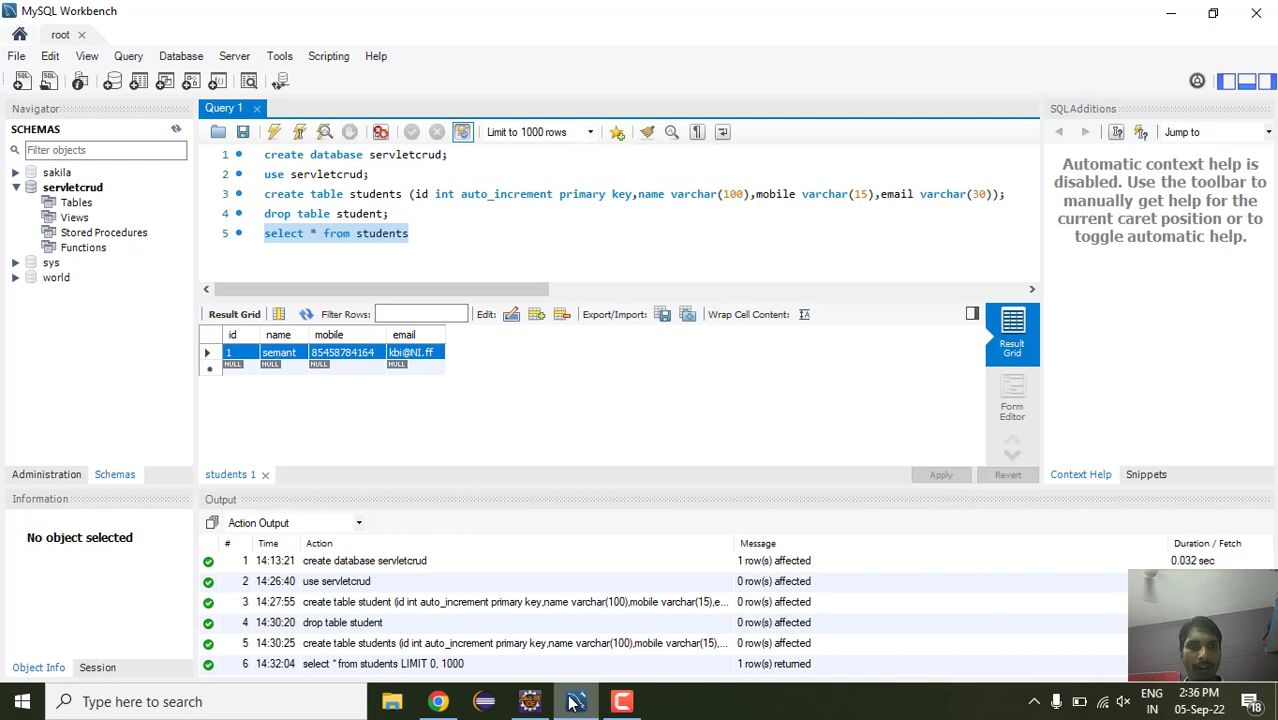 MySQL Workbench
root
File Edit View Query Database Server Tools Scripting Help
Navigator
SCHEMAS
Filter objects
sakila
servletcrud
Tables
Views
Stored Procedures
Functions
sys
world
Administration Schemas
Information
No object selected
Object Info Session
Query 1
Limit to 1000 rows
1 create database servletcrud;
2 use servletcrud;
3 create table students (id int auto_increment primary key,name varchar(100),mobile varchar(15),email varchar(30));
4 drop table student;
5 select * from students
Result Grid Filter Rows: Edit: Export/Import: Wrap Cell Content:
id name mobile email
1 semant 85458784164 kbi@NI.ff
NULL NULL NULL NULL
Result Grid
Form Editor
students 1
Apply Revert
SQLAdditions
Jump to
Automatic context help is
disabled. Use the toolbar to
manually get help for the
current caret position or to
toggle automatic help.
Context Help Snippets
Output
Action Output
# Time Action Message Duration / Fetch
1 14:13:21 create database servletcrud 1 row(s) affected 0.032 sec
2 14:26:40 use servletcrud 0 row(s) affected
3 14:27:55 create table student (id int auto_increment primary key,name varchar(100),mobile varchar(15),e... 0 row(s) affected
4 14:30:20 drop table student 0 row(s) affected
5 14:30:25 create table students (id int auto_increment primary key,name varchar(100),mobile varchar(15),... 0 row(s) affected
6 14:32:04 select * from students LIMIT 0, 1000 1 row(s) returned
Type here to search
ENG
IN
2:36 PM
05-Sep-22
18